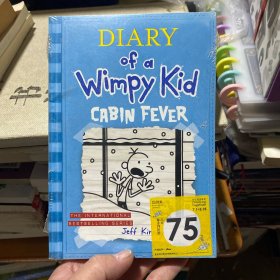 DIARY
of a
Wimpy Kid
CABIN FEVER
THE INTERNATIONAL
BESTSELLING SERIES
75
Jeff Kin